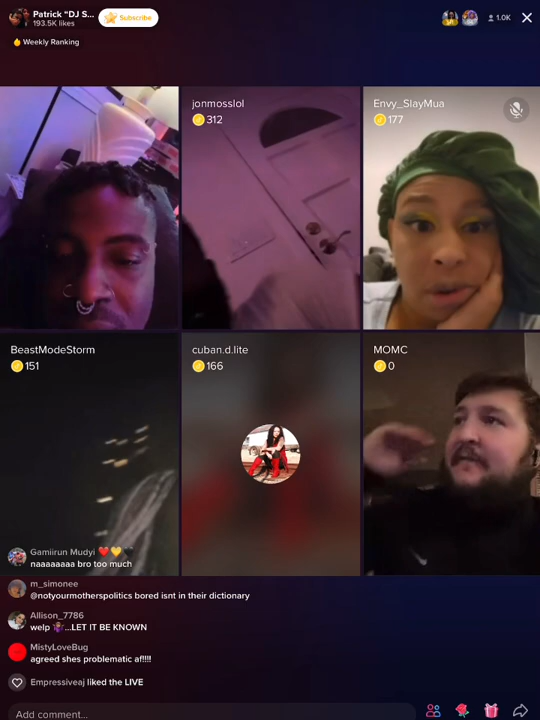 Patrick "DJ S...
193.5K likes
Subscribe
1.0K
Weekly Ranking
jonmosslol
312
Envy_SlayMua
177
BeastModeStorm
151
cuban.d.lite
166
MOMC
0
Gamiirun Mudyi ❤️💛🖤
naaaaaaaa bro too much
m_simonee
@notyourmotherspolitics bored isnt in their dictionary
Allison_7786
welp 🤷🏾‍♀️...LET IT BE KNOWN
MistyLoveBug
agreed shes problematic af!!!!
Empressiveaj liked the LIVE
Add comment...